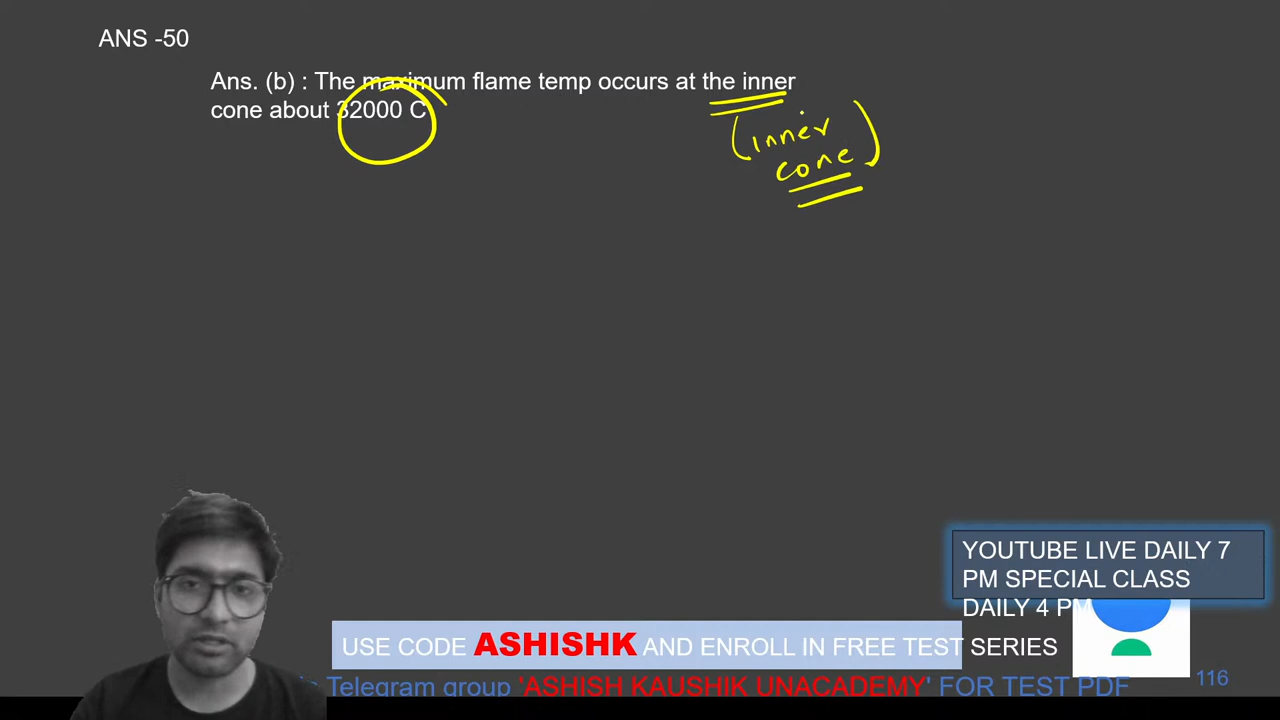 ANS -50
Ans. (b) : The maximum flame temp occurs at the inner
cone about 32000 C
(inner
cone)
YOUTUBE LIVE DAILY 7
PM SPECIAL CLASS
DAILY 4 PM
USE CODE ASHISHK AND ENROLL IN FREE TEST SERIES
Telegram group 'ASHISH KAUSHIK UNACADEMY' FOR TEST PDF
116